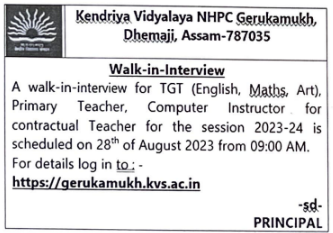 Kendriya Vidyalaya NHPC Gerukamukh,
Dhemaji, Assam-787035
Walk-in-Interview
A walk-in-interview for TGT (English, Maths, Art),
Primary Teacher, Computer Instructor for
contractual Teacher for the session 2023-24 is
scheduled on 28th of August 2023 from 09:00 AM.
For details log in to : -
https://gerukamukh.kvs.ac.in
-sd-
PRINCIPAL